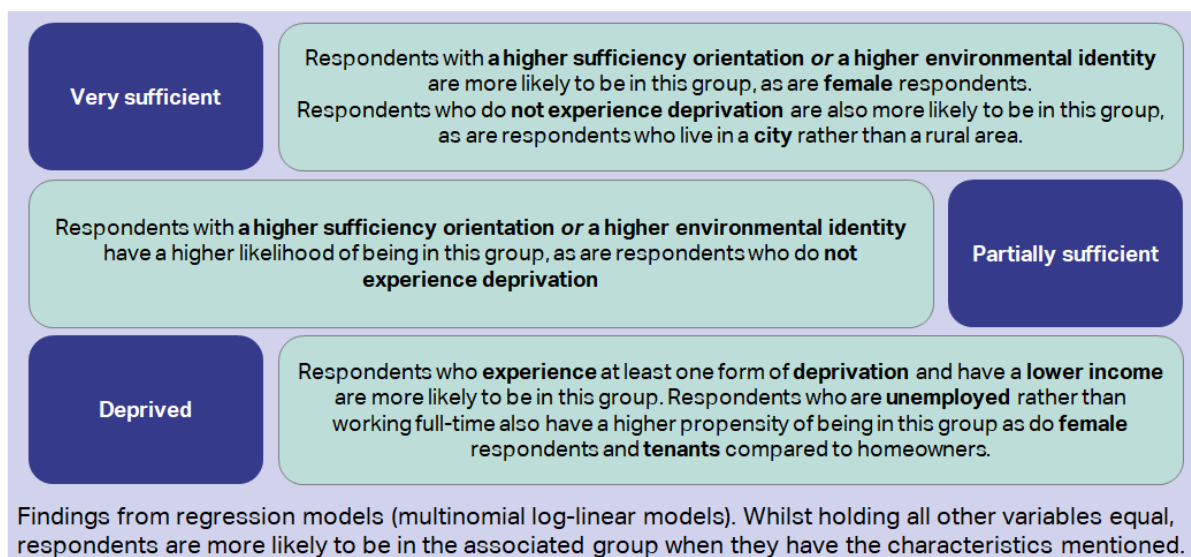 Very sufficient
Respondents with a higher sufficiency orientation or a higher environmental identity
are more likely to be in this group, as are female respondents.
Respondents who do not experience deprivation are also more likely to be in this group,
as are respondents who live in a city rather than a rural area.
Respondents with a higher sufficiency orientation or a higher environmental identity
have a higher likelihood of being in this group, as are respondents who do not
experience deprivation
Partially sufficient
Deprived
Respondents who experience at least one form of deprivation and have a lower income
are more likely to be in this group. Respondents who are unemployed rather than
working full-time also have a higher propensity of being in this group as do female
respondents and tenants compared to homeowners.
Findings from regression models (multinomial log-linear models). Whilst holding all other variables equal,
respondents are more likely to be in the associated group when they have the characteristics mentioned.